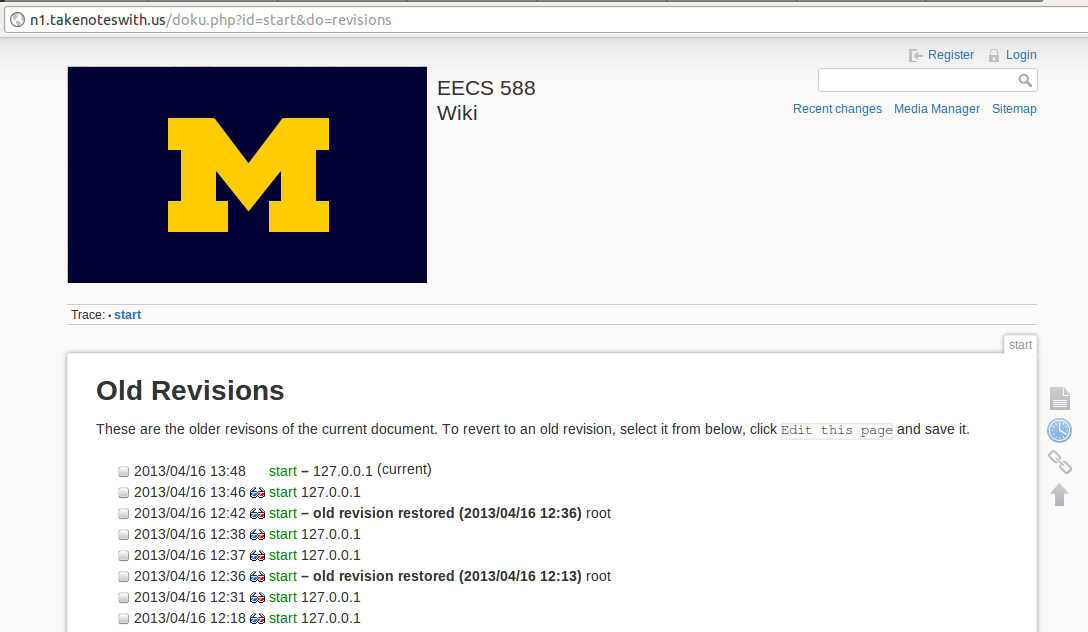 n1.takenoteswith.us/doku.php?id=start&do=revisions
Register Login
EECS 588
Wiki
Recent changes Media Manager Sitemap
M
Trace: • start
start
Old Revisions
These are the older revisons of the current document. To revert to an old revision, select it from below, click Edit this page and save it.
2013/04/16 13:48 start – 127.0.0.1 (current)
2013/04/16 13:46 start 127.0.0.1
2013/04/16 12:42 start – old revision restored (2013/04/16 12:36) root
2013/04/16 12:38 start 127.0.0.1
2013/04/16 12:37 start 127.0.0.1
2013/04/16 12:36 start – old revision restored (2013/04/16 12:13) root
2013/04/16 12:31 start 127.0.0.1
2013/04/16 12:18 start 127.0.0.1